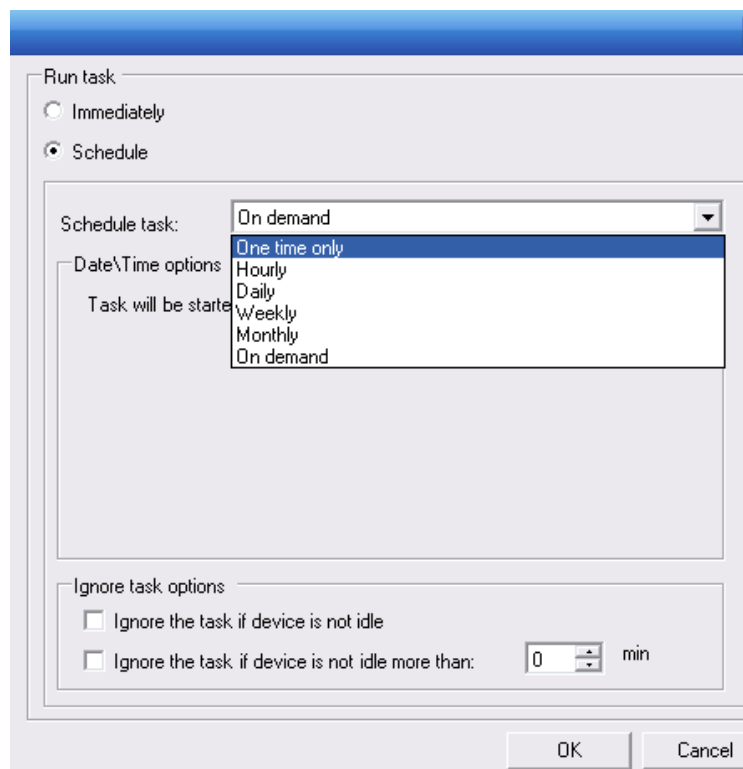 Run task
Immediately
Schedule
Schedule task:
On demand
One time only
Hourly
Daily
Weekly
Monthly
On demand
Date\Time options
Task will be starte
Ignore task options
Ignore the task if device is not idle
Ignore the task if device is not idle more than: 0 min
OK Cancel